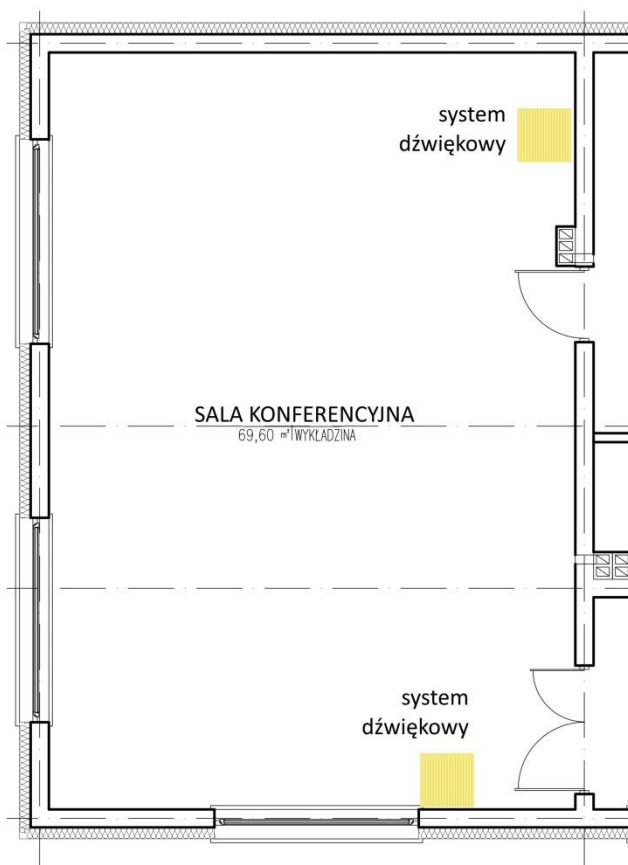 system
dźwiękowy
SALA KONFERENCYJNA
69,60 m² WYKŁADZINA
system
dźwiękowy